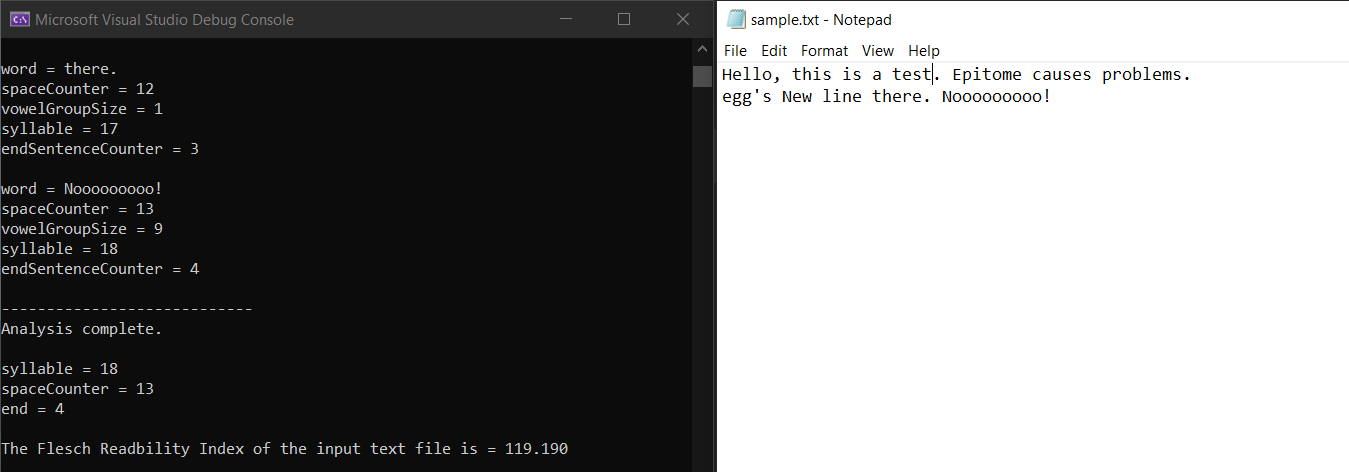 Microsoft Visual Studio Debug Console
word = there.
spaceCounter = 12
vowelGroupSize = 1
syllable = 17
endSentenceCounter = 3
word = Nooooooooo!
spaceCounter = 13
vowelGroupSize = 9
syllable = 18
endSentenceCounter = 4
----------------------------
Analysis complete.
syllable = 18
spaceCounter = 13
end = 4
The Flesch Readbility Index of the input text file is = 119.190
sample.txt - Notepad
File Edit Format View Help
Hello, this is a test. Epitome causes problems.
egg's New line there. Nooooooooo!